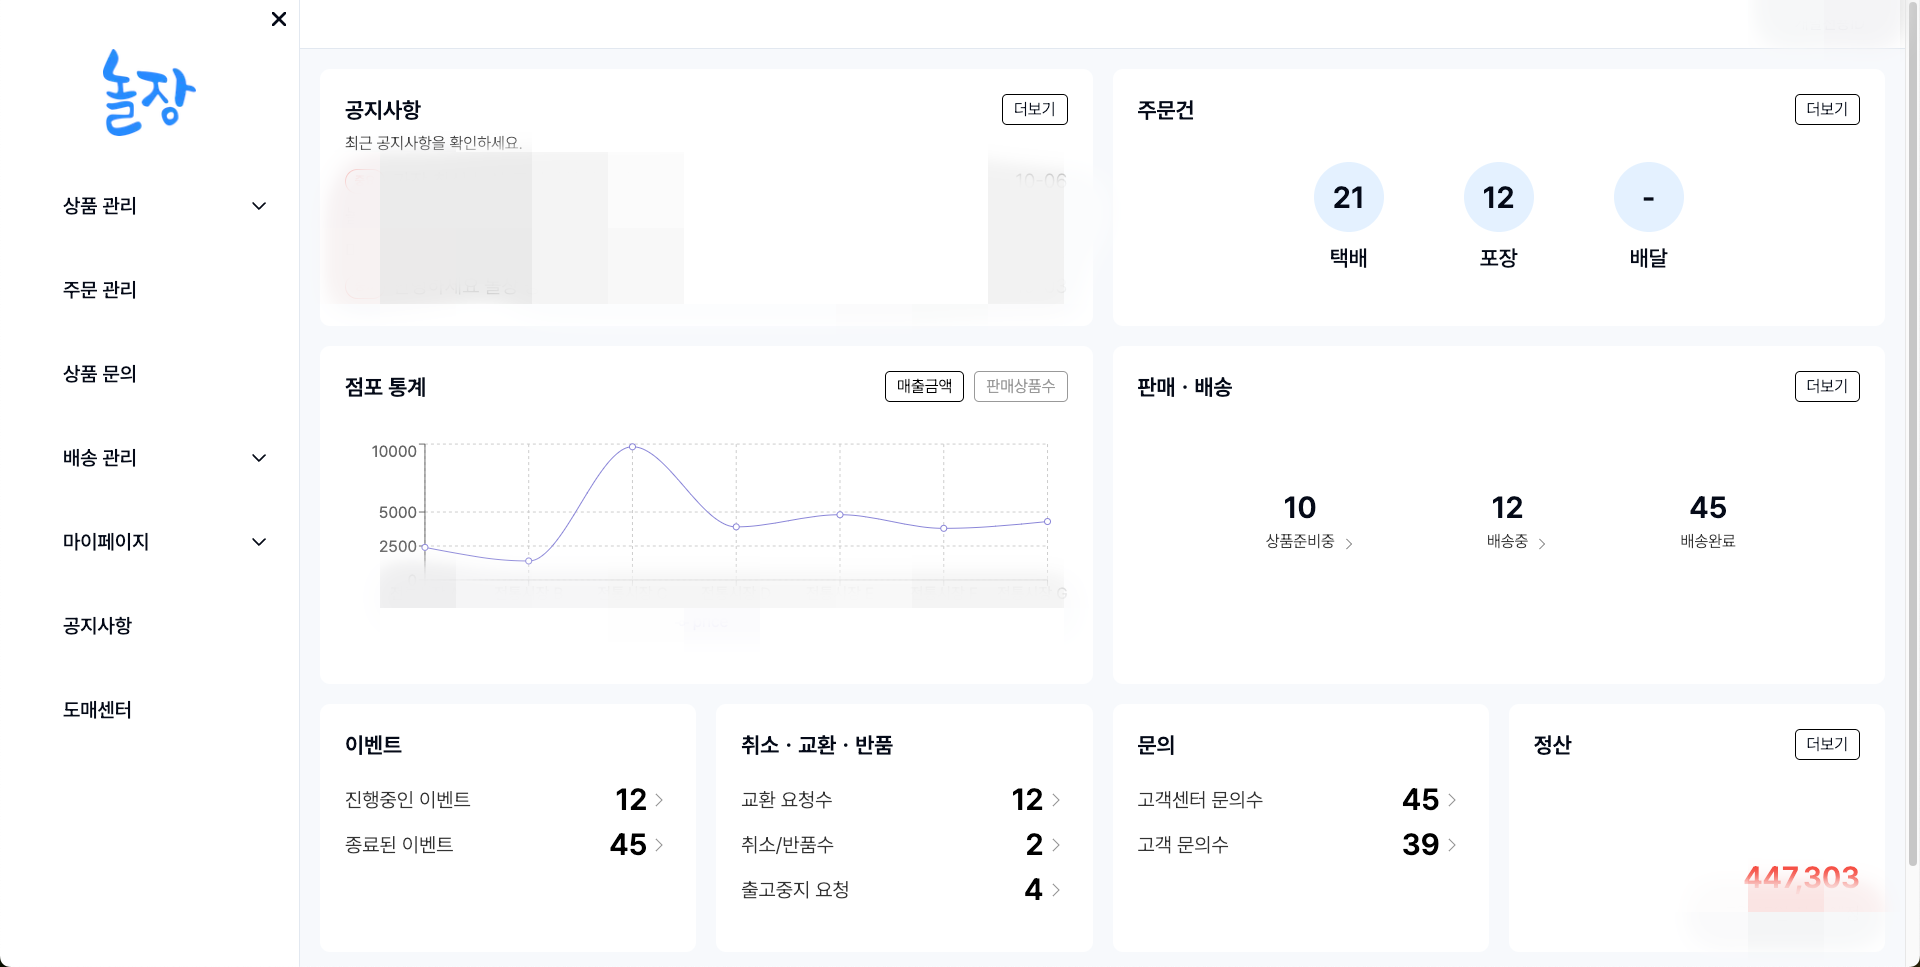 놀장
상품 관리
주문 관리
상품 문의
배송 관리
마이페이지
공지사항
도매센터
공지사항
더보기
최근 공지사항을 확인하세요.
10-06
주문건
더보기
21
12
-
택배
포장
배달
점포 통계
매출금액
판매상품수
10000
5000
2500
판매 · 배송
더보기
10
12
45
상품준비중
배송중
배송완료
이벤트
진행중인 이벤트
12
종료된 이벤트
45
취소 · 교환 · 반품
교환 요청수
12
취소/반품수
2
출고중지 요청
4
문의
고객센터 문의수
45
고객 문의수
39
정산
더보기
447,303